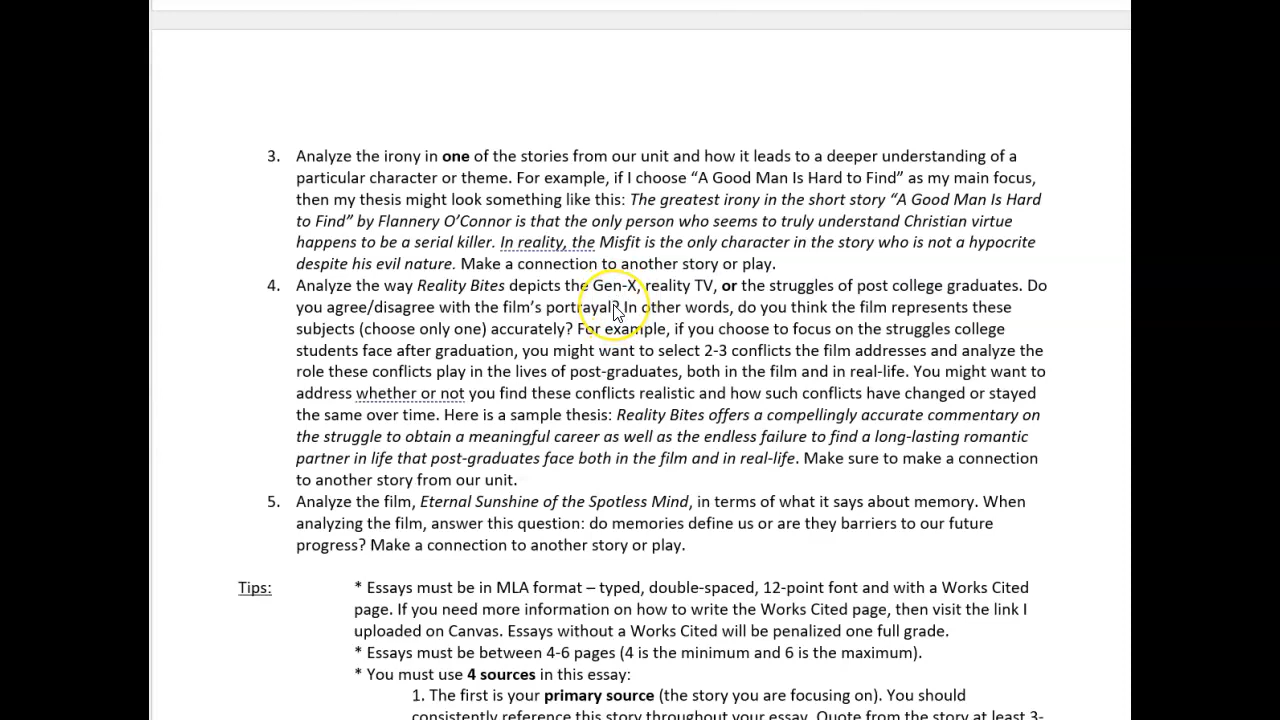 3. Analyze the irony in one of the stories from our unit and how it leads to a deeper understanding of a
particular character or theme. For example, if I choose “A Good Man Is Hard to Find” as my main focus,
then my thesis might look something like this: The greatest irony in the short story “A Good Man Is Hard
to Find” by Flannery O’Connor is that the only person who seems to truly understand Christian virtue
happens to be a serial killer. In reality, the Misfit is the only character in the story who is not a hypocrite
despite his evil nature. Make a connection to another story or play.
4. Analyze the way Reality Bites depicts the Gen-X, reality TV, or the struggles of post college graduates. Do
you agree/disagree with the film’s portrayal? In other words, do you think the film represents these
subjects (choose only one) accurately? For example, if you choose to focus on the struggles college
students face after graduation, you might want to select 2-3 conflicts the film addresses and analyze the
role these conflicts play in the lives of post-graduates, both in the film and in real-life. You might want to
address whether or not you find these conflicts realistic and how such conflicts have changed or stayed
the same over time. Here is a sample thesis: Reality Bites offers a compellingly accurate commentary on
the struggle to obtain a meaningful career as well as the endless failure to find a long-lasting romantic
partner in life that post-graduates face both in the film and in real-life. Make sure to make a connection
to another story from our unit.
5. Analyze the film, Eternal Sunshine of the Spotless Mind, in terms of what it says about memory. When
analyzing the film, answer this question: do memories define us or are they barriers to our future
progress? Make a connection to another story or play.
Tips: * Essays must be in MLA format – typed, double-spaced, 12-point font and with a Works Cited
page. If you need more information on how to write the Works Cited page, then visit the link I
uploaded on Canvas. Essays without a Works Cited will be penalized one full grade.
* Essays must be between 4-6 pages (4 is the minimum and 6 is the maximum).
* You must use 4 sources in this essay:
1. The first is your primary source (the story you are focusing on). You should
consistently reference this story throughout your essay. Quote from the story at least 3-